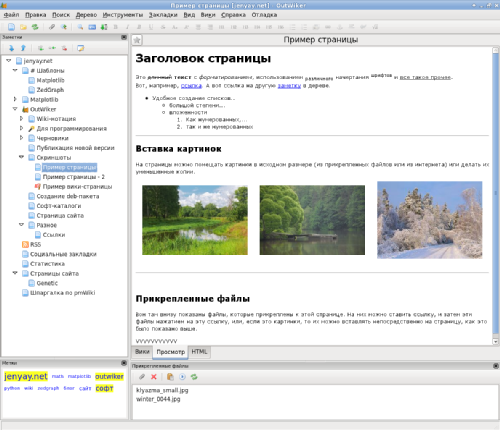 Пример страницы [jenyay.net] - OutWiker
Файл Правка Поиск Дерево Инструменты Закладки Вид Вики Справка Отладка
Заметки
jenyay.net
# Шаблоны
Matplotlib
ZedGraph
Matplotlib
OutWiker
Wiki-нотация
Для программирования
Черновики
Публикация новой версии
Скриншоты
Пример страницы
Пример страницы - 2
Пример вики-страницы
Создание deb-пакета
Софт-каталоги
Страница сайта
Разное
Ссылки
RSS
Социальные закладки
Статистика
Страницы сайта
Genetic
Шпаргалка по pmWiki
Метки
jenyay.net math matplotlib outwiker
python wiki zedgraph блог сайт софт
Пример страницы
Заголовок страницы
Это длинный текст с форматированием, использованием различных начертания шрифтов и все такое прочее.
Вот, например, ссылка. А вот ссылка на другую заметку в дереве.
Удобное создание списков...
большой степени...
вложенности
1. Как нумерованных,...
2. так и не нумерованных
Вставка картинок
На страницы можно помещать картинки в исходном размере (из прикрепленных файлов или из интернета) или делать их
уменьшенные копии.
Прикрепленные файлы
Вон там внизу показаны файлы, которые прикреплены к этой странице. На них можно ставить ссылку, и затем эти
файлы нажатием на эту ссылку, или, если это картинки, то их можно вставлять непосредственно на страницу, как это
было показано выше.
Вики Просмотр HTML
Прикрепленные файлы
klyazma_small.jpg
winter_0044.jpg